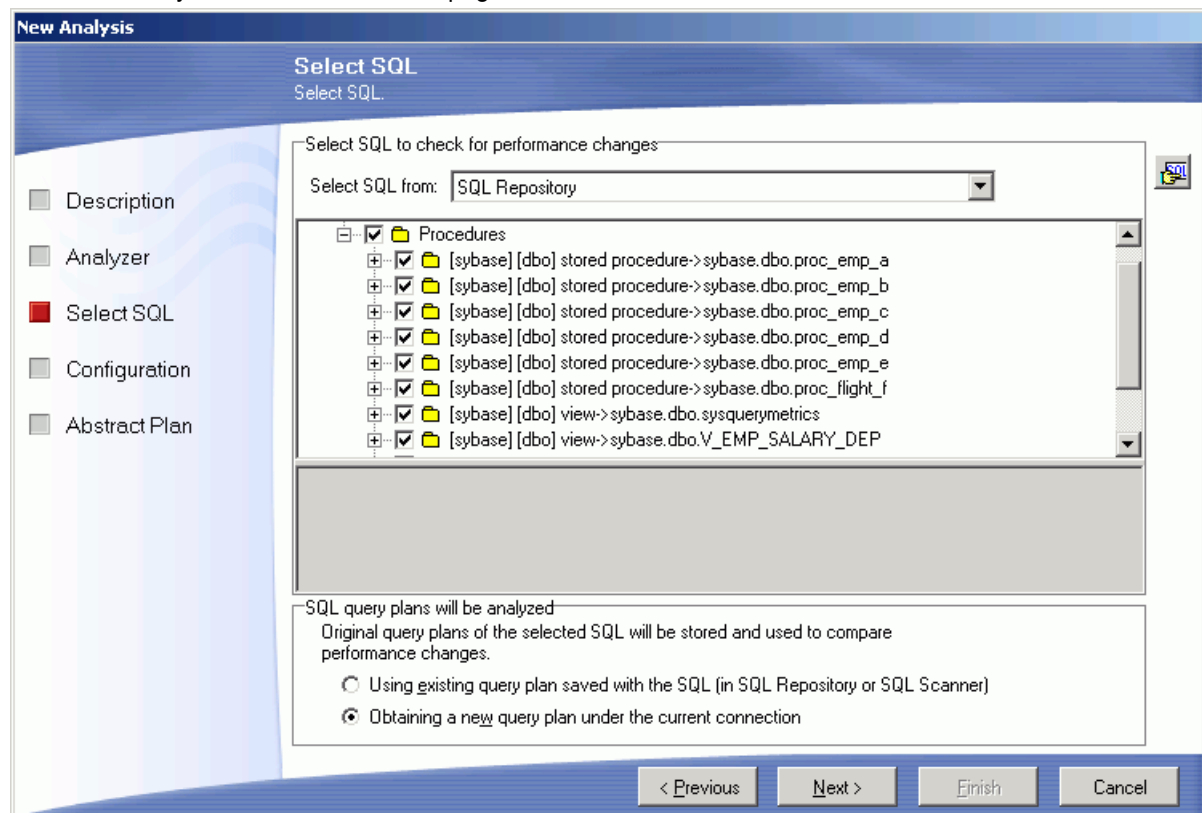 New Analysis
Select SQL
Select SQL.
Description
Analyzer
Select SQL
Configuration
Abstract Plan
Select SQL to check for performance changes
Select SQL from: SQL Repository
SQL
Procedures
[sybase] [dbo] stored procedure->sybase.dbo.proc_emp_a
[sybase] [dbo] stored procedure->sybase.dbo.proc_emp_b
[sybase] [dbo] stored procedure->sybase.dbo.proc_emp_c
[sybase] [dbo] stored procedure->sybase.dbo.proc_emp_d
[sybase] [dbo] stored procedure->sybase.dbo.proc_emp_e
[sybase] [dbo] stored procedure->sybase.dbo.proc_flight_f
[sybase] [dbo] view->sybase.dbo.sysquerymetrics
[sybase] [dbo] view->sybase.dbo.V_EMP_SALARY_DEP
SQL query plans will be analyzed
Original query plans of the selected SQL will be stored and used to compare
performance changes.
Using existing query plan saved with the SQL (in SQL Repository or SQL Scanner)
Obtaining a new query plan under the current connection
< Previous
Next >
Finish
Cancel